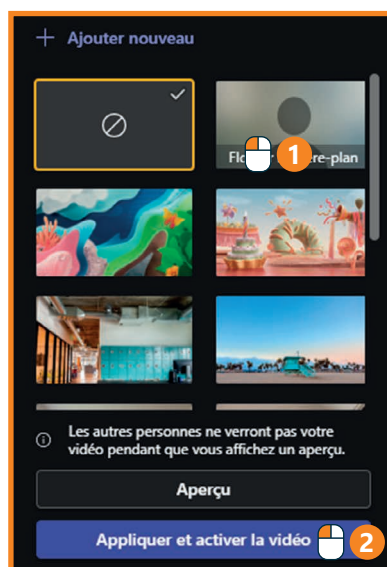 Ajouter nouveau
1
Les autres personnes ne verront pas votre
vidéo pendant que vous affichez un aperçu.
Aperçu
Appliquer et activer la vidéo
2